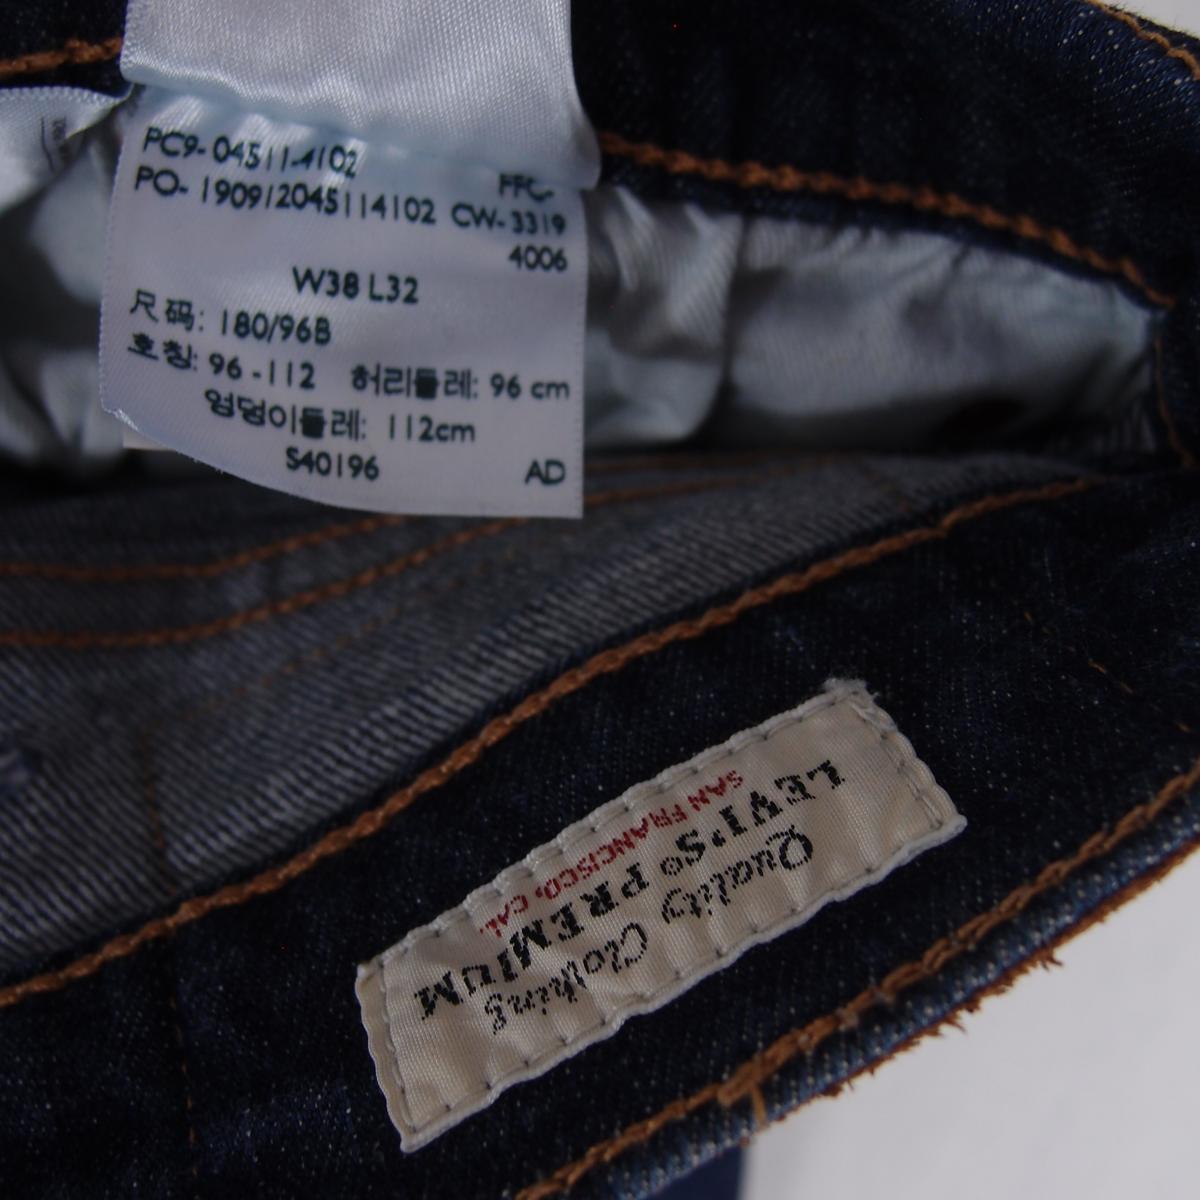 PC9- 04511-4102
FFC-
PO- 190912045114102 CW- 3319
4006
W38 L32
尺码: 180/96B
호칭: 96 -112 허리둘레: 96 cm
엉덩이둘레: 112cm
S40196 AD
Quality Clothing
LEVI'S® PREMIUM
SAN FRANCISCO, CAL.